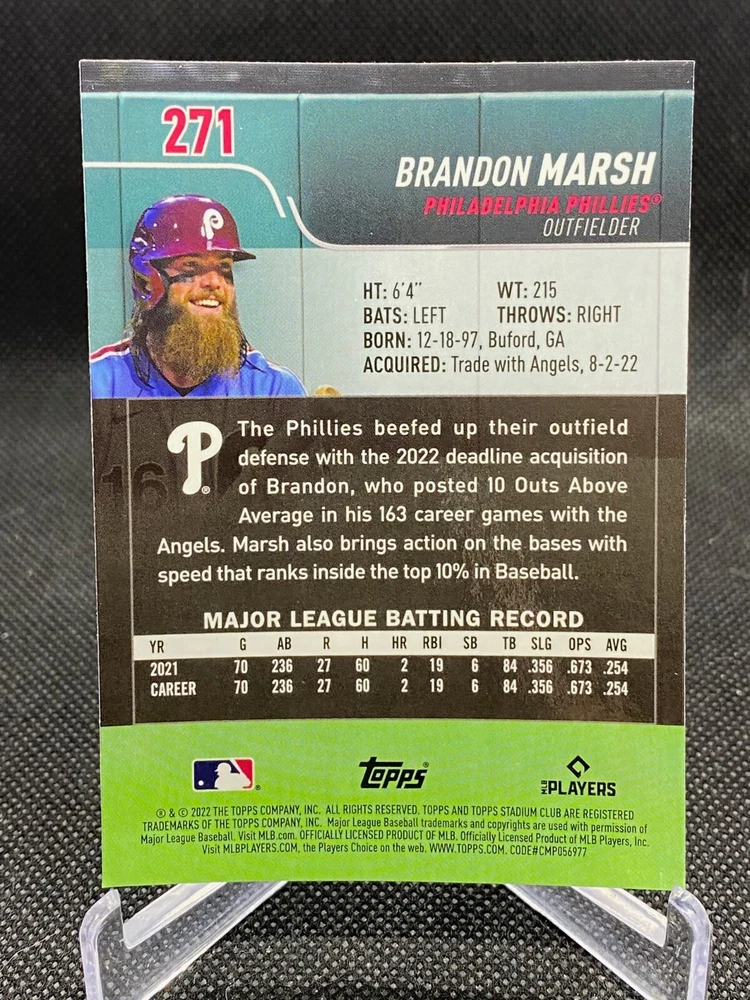 271
BRANDON MARSH
PHILADELPHIA PHILLIES®
OUTFIELDER
HT: 6'4" WT: 215
BATS: LEFT THROWS: RIGHT
BORN: 12-18-97, Buford, GA
ACQUIRED: Trade with Angels, 8-2-22
P
The Phillies beefed up their outfield
defense with the 2022 deadline acquisition
of Brandon, who posted 10 Outs Above
Average in his 163 career games with the
Angels. Marsh also brings action on the bases with
speed that ranks inside the top 10% in Baseball.
16
MAJOR LEAGUE BATTING RECORD
YR G AB R H HR RBI SB TB SLG OPS AVG
2021 70 236 27 60 2 19 6 84 .356 .673 .254
CAREER 70 236 27 60 2 19 6 84 .356 .673 .254
TOPPS®
MLB PLAYERS
® & © 2022 THE TOPPS COMPANY, INC. ALL RIGHTS RESERVED. TOPPS AND TOPPS STADIUM CLUB ARE REGISTERED
TRADEMARKS OF THE TOPPS COMPANY, INC. Major League Baseball trademarks and copyrights are used with permission of
Major League Baseball. Visit MLB.com. OFFICIALLY LICENSED PRODUCT OF MLB. Officially Licensed Product of MLB Players, Inc.
Visit MLBPLAYERS.COM, the Players Choice on the web. WWW.TOPPS.COM. CODE#CMP056977